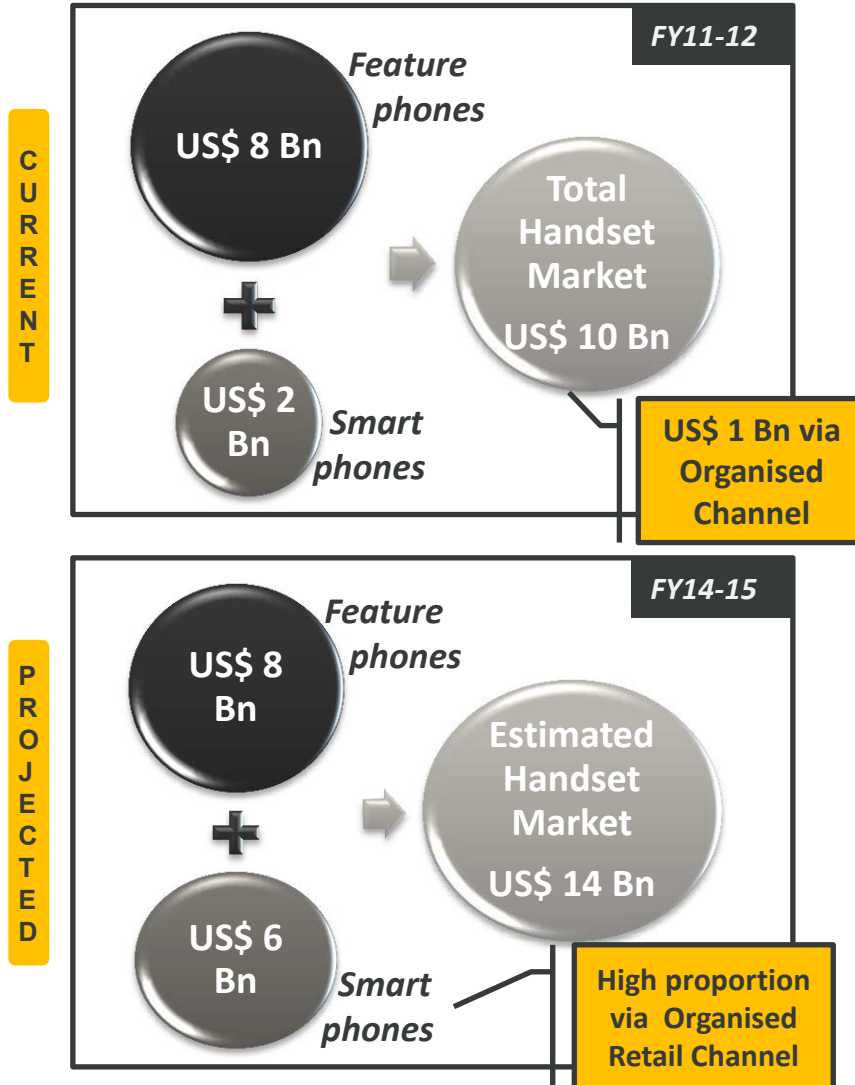 FY11-12
CURRENT
Feature
phones
US$ 8 Bn
Total
Handset
Market
US$ 10 Bn
US$ 2
Bn
Smart
phones
US$ 1 Bn via
Organised
Channel
FY14-15
PROJECTED
Feature
phones
US$ 8
Bn
Estimated
Handset
Market
US$ 14 Bn
US$ 6
Bn
Smart
phones
High proportion
via Organised
Retail Channel